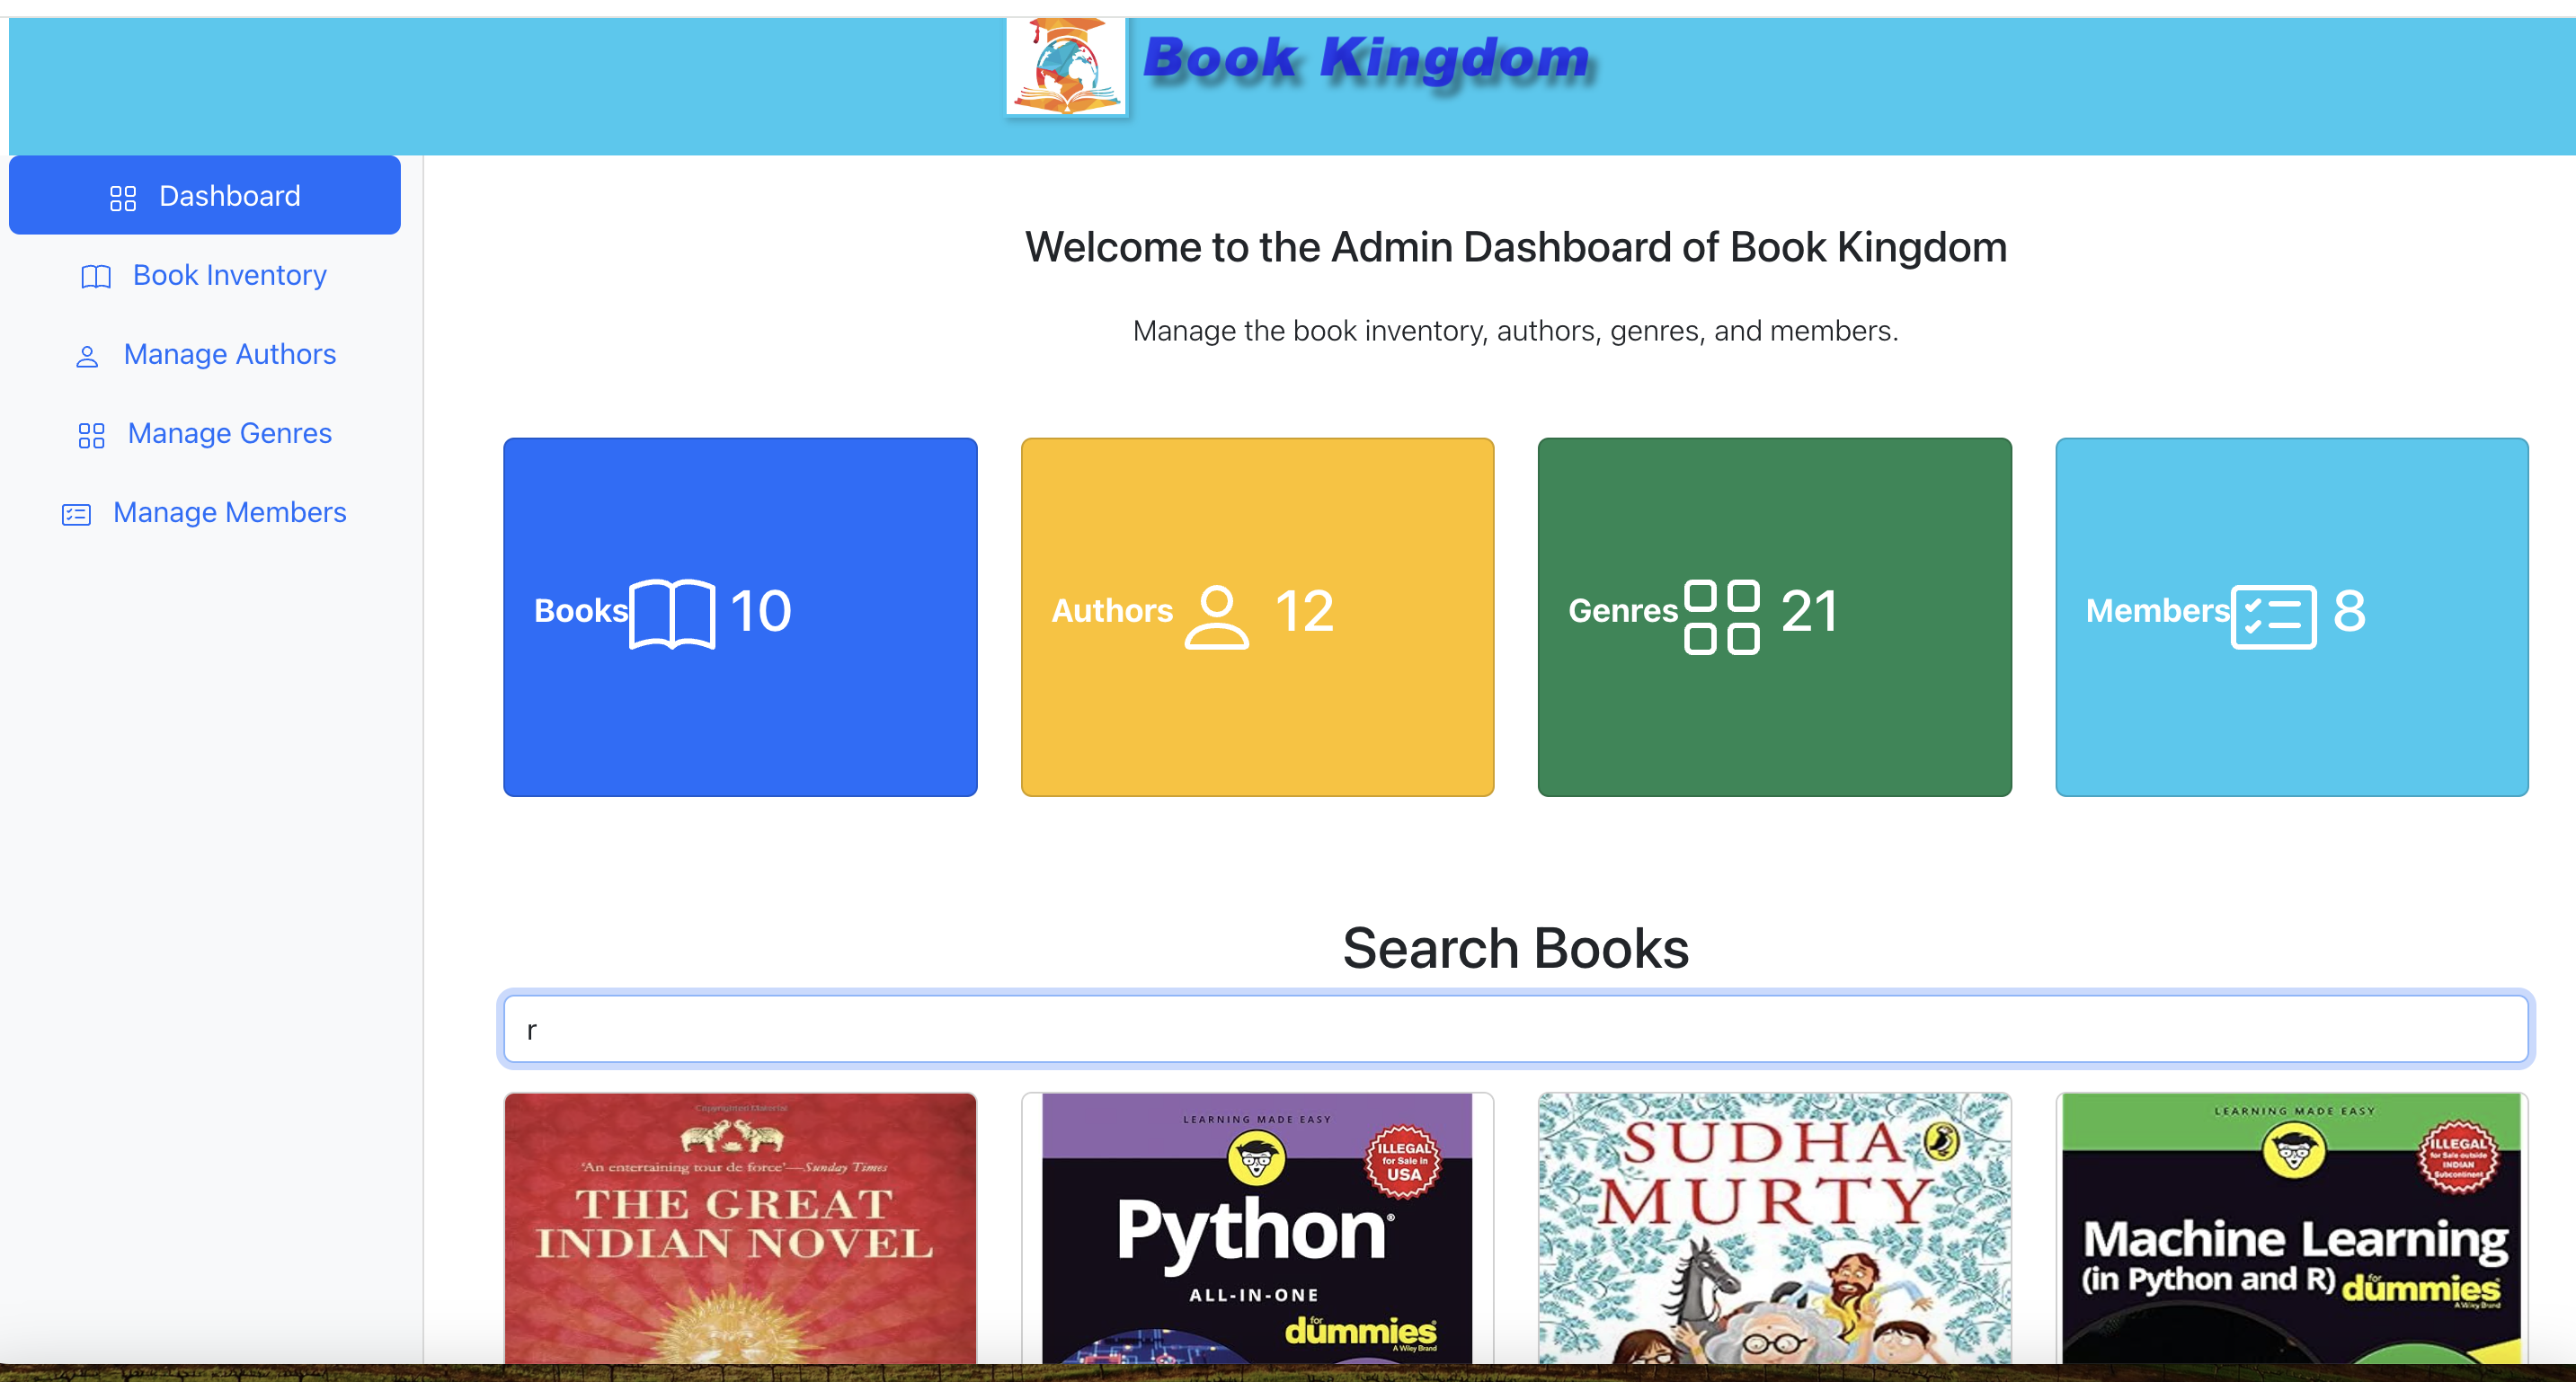 Book Kingdom
Dashboard
Book Inventory
Manage Authors
Manage Genres
Manage Members
Welcome to the Admin Dashboard of Book Kingdom
Manage the book inventory, authors, genres, and members.
Books 10
Authors 12
Genres 21
Members 8
Search Books
r
Copyrighted Material
'An entertaining tour de force'—Sunday Times
THE GREAT
INDIAN NOVEL
LEARNING MADE EASY
ILLEGAL
for Sale in
USA
Python®
ALL-IN-ONE
for
dummies
A Wiley Brand
SUDHA
MURTY
LEARNING MADE EASY
ILLEGAL
for Sale outside
INDIAN
Subcontinent
Machine Learning
(in Python and R) for
dummies
A Wiley Brand